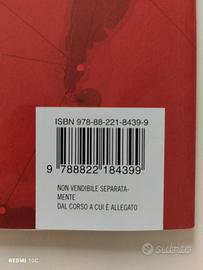 ISBN 978-88-221-8439-9
9 788822 184399
NON VENDIBILE SEPARATA-
MENTE
DAL CORSO A CUI È ALLEGATO
subito
REDMI 10C